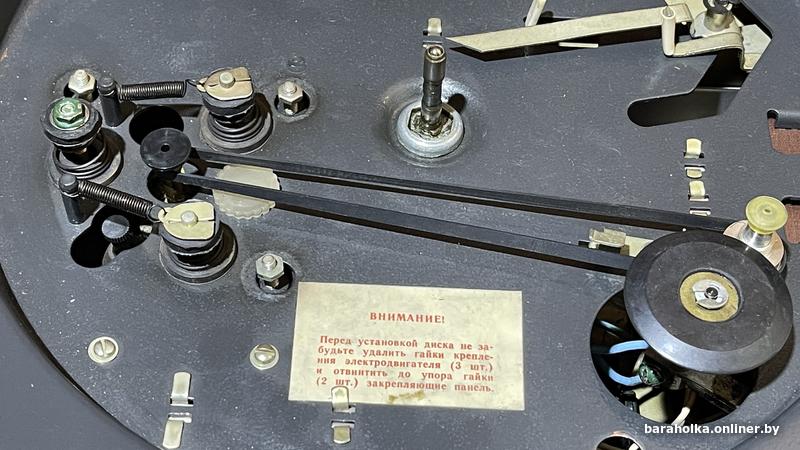 ВНИМАНИЕ!
Перед установкой диска не за-
будьте удалить гайки крепле-
ния электродвигателя (3 шт.)
и отвинтить до упора гайки
(2 шт.) закрепляющие панель.
baraholka.onliner.by